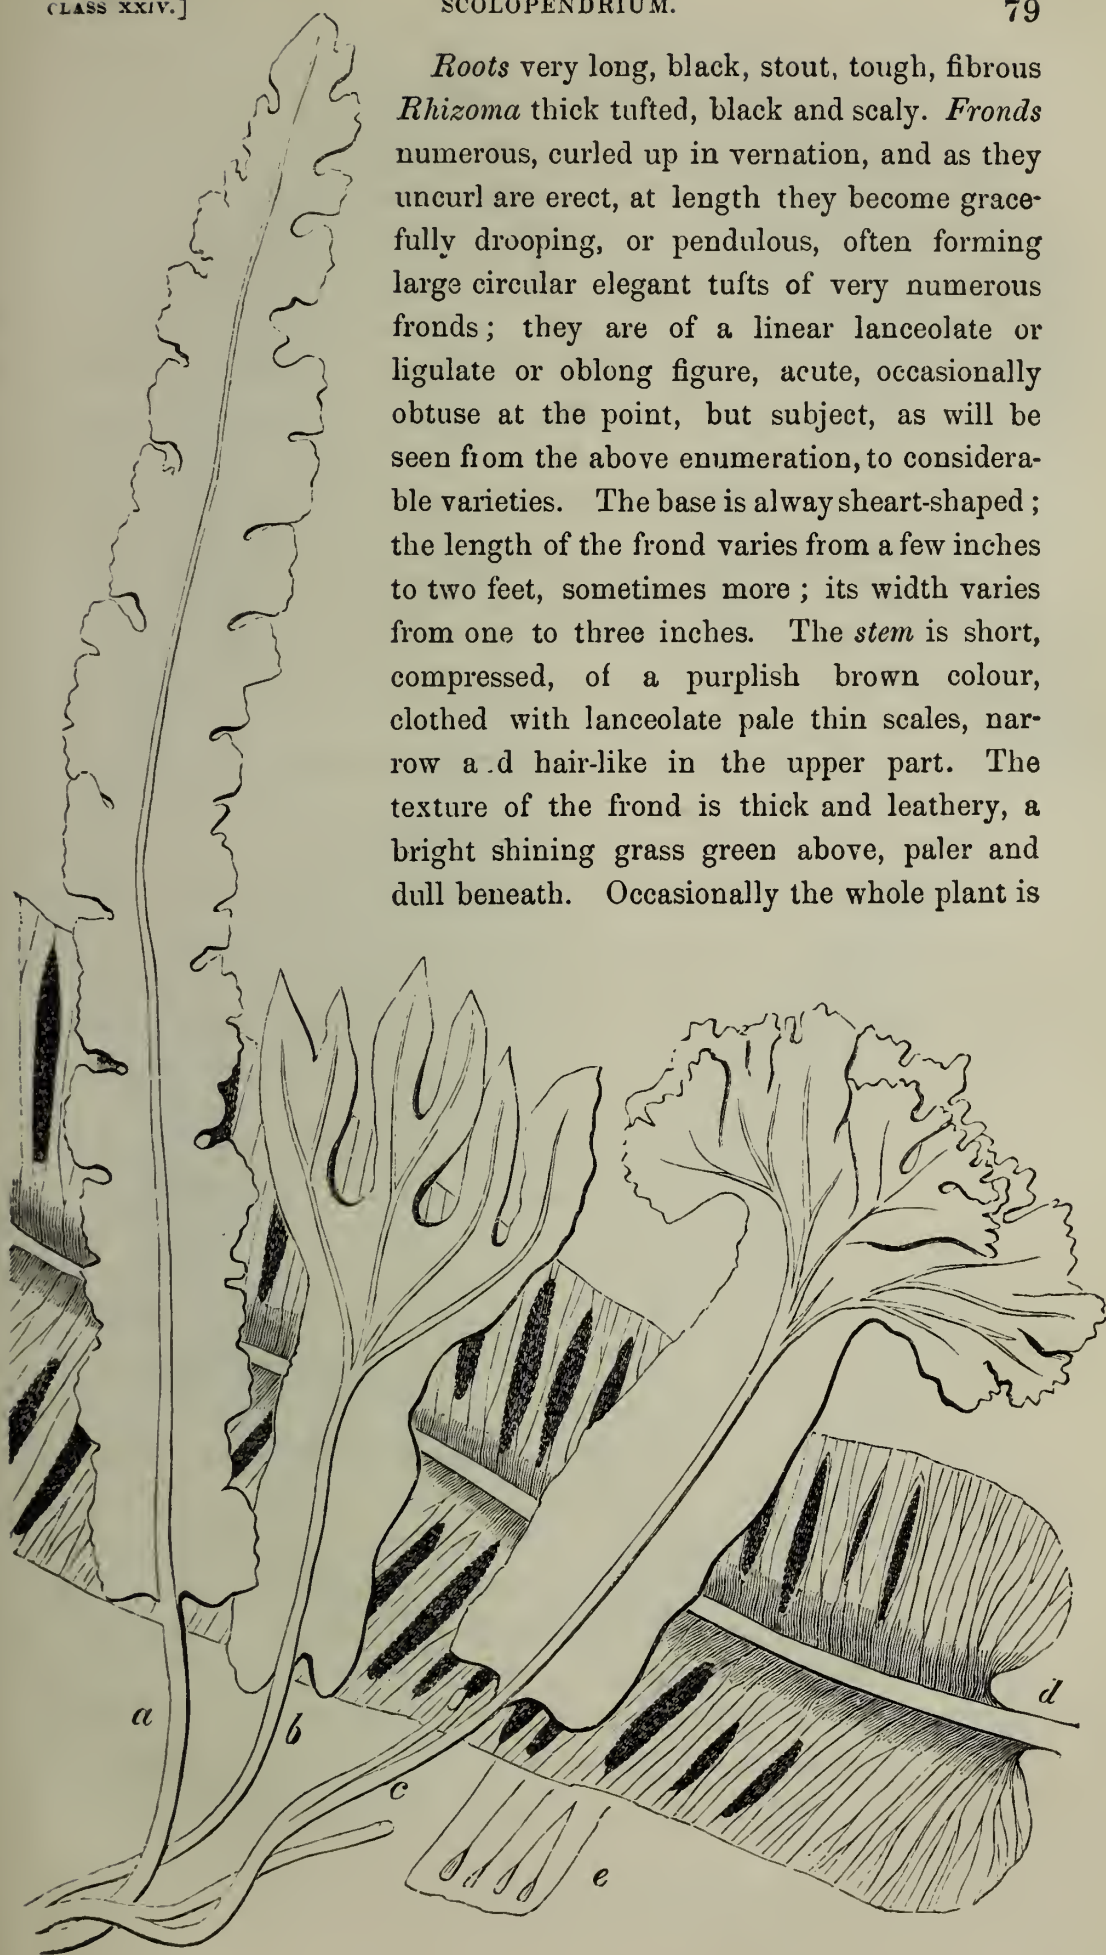 CLASS XXIV.]
SCOLOPENDRIUM.
79
Roots very long, black, stout, tough, fibrous
Rhizoma thick tufted, black and scaly. Fronds
numerous, curled up in vernation, and as they
uncurl are erect, at length they become grace-
fully drooping, or pendulous, often forming
large circular elegant tufts of very numerous
fronds; they are of a linear lanceolate or
ligulate or oblong figure, acute, occasionally
obtuse at the point, but subject, as will be
seen from the above enumeration, to considera-
ble varieties. The base is alway sheart-shaped;
the length of the frond varies from a few inches
to two feet, sometimes more; its width varies
from one to three inches. The stem is short,
compressed, of a purplish brown colour,
clothed with lanceolate pale thin scales, nar-
row a.d hair-like in the upper part. The
texture of the frond is thick and leathery, a
bright shining grass green above, paler and
dull beneath. Occasionally the whole plant is
a
b
c
d
e